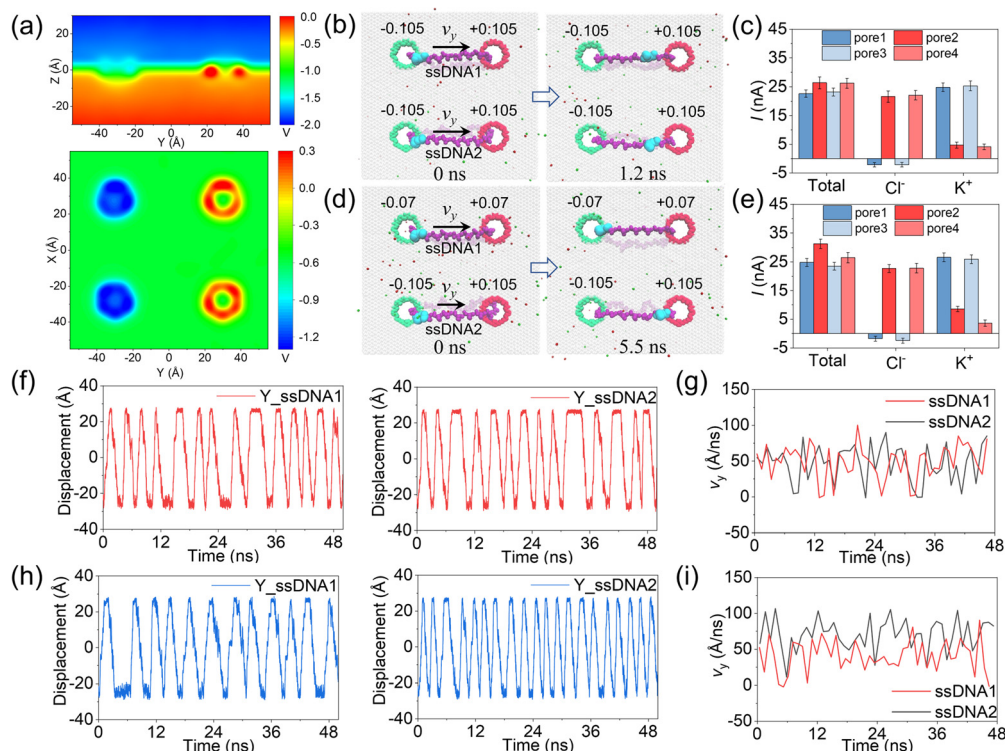 (a)
20
0
-20
Z (Å)
-40 -20 0 20 40
Y (Å)
0.0
-0.5
-1.0
-1.5
-2.0
V
40
20
0
-20
-40
X (Å)
-40 -20 0 20 40
Y (Å)
0.3
0.0
-0.3
-0.6
-0.9
-1.2
V
(b)
-0.105 vy +0.105
ssDNA1
-0.105 vy +0.105
ssDNA2
0 ns
-0.105 +0.105
-0.105 +0.105
1.2 ns
(c)
pore1 pore2
pore3 pore4
45
35
25
15
5
-5
I (nA)
Total Cl- K+
(d)
-0.07 vy +0.07
ssDNA1
-0.105 vy +0.105
ssDNA2
0 ns
-0.07 +0.07
-0.105 +0.105
5.5 ns
(e)
pore1 pore2
pore3 pore4
45
35
25
15
5
-5
I (nA)
Total Cl- K+
(f)
Y_ssDNA1
40
20
0
-20
-40
Displacement (Å)
0 12 24 36 48
Time (ns)
Y_ssDNA2
40
20
0
-20
-40
Displacement (Å)
0 12 24 36 48
Time (ns)
(g)
ssDNA1
ssDNA2
150
100
50
0
-50
vy (Å/ns)
0 12 24 36 48
Time (ns)
(h)
Y_ssDNA1
40
20
0
-20
-40
Displacement (Å)
0 12 24 36 48
Time (ns)
Y_ssDNA2
40
20
0
-20
-40
Displacement (Å)
0 12 24 36 48
Time (ns)
(i)
150
100
50
0
-50
vy (Å/ns)
ssDNA1
ssDNA2
0 12 24 36 48
Time (ns)